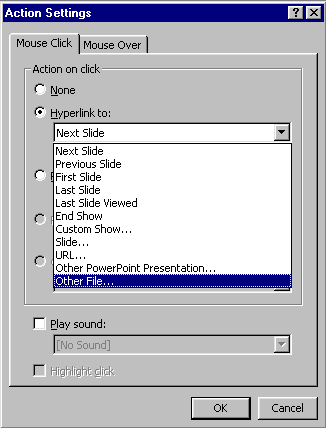 Action Settings
Mouse Click Mouse Over
Action on click
None
Hyperlink to:
Next Slide
Next Slide
Previous Slide
First Slide
Last Slide
Last Slide Viewed
End Show
Custom Show...
Slide...
URL...
Other PowerPoint Presentation...
Other File...
Play sound:
[No Sound]
Highlight click
OK Cancel